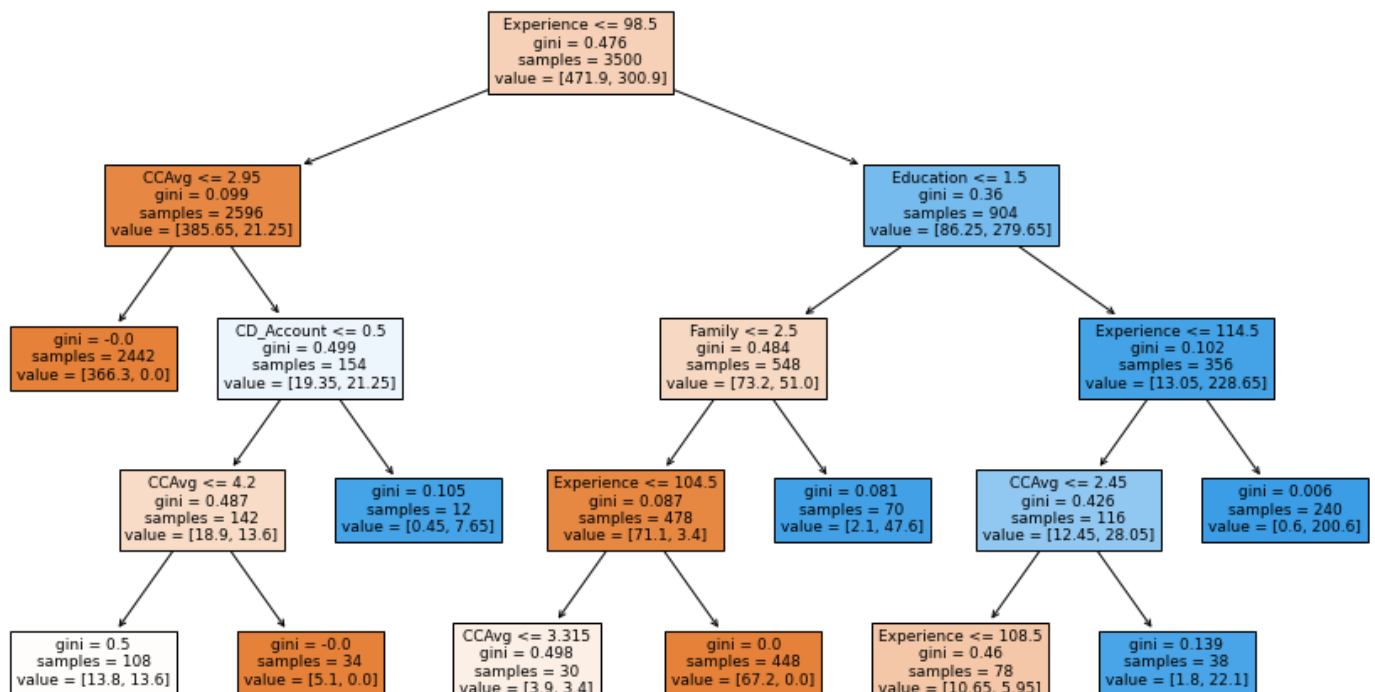 Experience <= 98.5
gini = 0.476
samples = 3500
value = [471.9, 300.9]
CCAvg <= 2.95
gini = 0.099
samples = 2596
value = [385.65, 21.25]
Education <= 1.5
gini = 0.36
samples = 904
value = [86.25, 279.65]
gini = -0.0
samples = 2442
value = [366.3, 0.0]
CD_Account <= 0.5
gini = 0.499
samples = 154
value = [19.35, 21.25]
Family <= 2.5
gini = 0.484
samples = 548
value = [73.2, 51.0]
Experience <= 114.5
gini = 0.102
samples = 356
value = [13.05, 228.65]
CCAvg <= 4.2
gini = 0.487
samples = 142
value = [18.9, 13.6]
gini = 0.105
samples = 12
value = [0.45, 7.65]
Experience <= 104.5
gini = 0.087
samples = 478
value = [71.1, 3.4]
gini = 0.081
samples = 70
value = [2.1, 47.6]
CCAvg <= 2.45
gini = 0.426
samples = 116
value = [12.45, 28.05]
gini = 0.006
samples = 240
value = [0.6, 200.6]
gini = 0.5
samples = 108
value = [13.8, 13.6]
gini = -0.0
samples = 34
value = [5.1, 0.0]
CCAvg <= 3.315
gini = 0.498
samples = 30
value = [3.9, 3.4]
gini = 0.0
samples = 448
value = [67.2, 0.0]
Experience <= 108.5
gini = 0.46
samples = 78
value = [10.65, 5.95]
gini = 0.139
samples = 38
value = [1.8, 22.1]